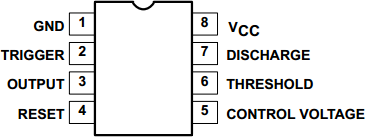 GND 1 8 VCC
TRIGGER 2 7 DISCHARGE
OUTPUT 3 6 THRESHOLD
RESET 4 5 CONTROL VOLTAGE